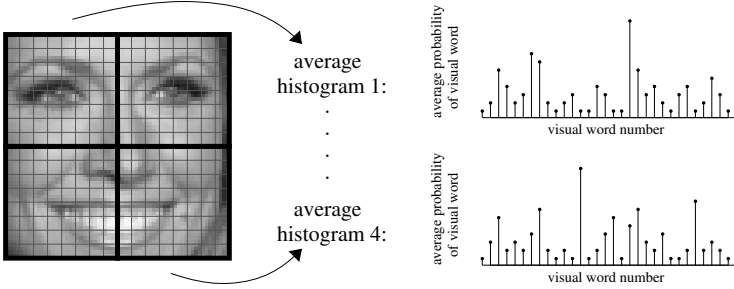 average
histogram 1:
average
histogram 4:
average probability
of visual word
visual word number
average probability
of visual word
visual word number